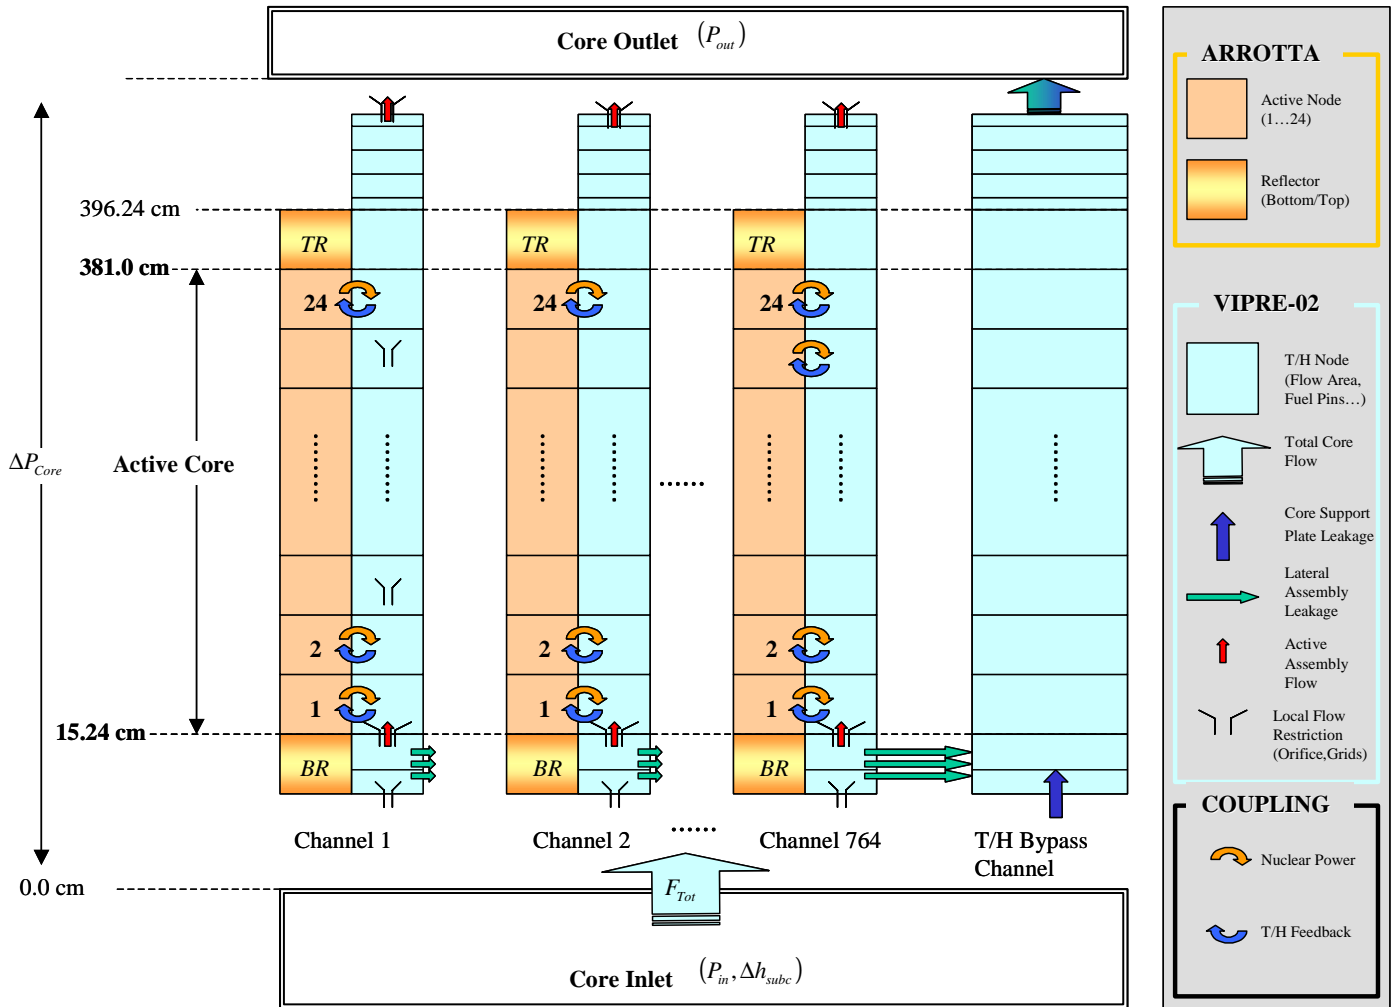 Core Outlet (P_out)
396.24 cm
381.0 cm
TR
TR
TR
24
24
24
ΔP_Core
Active Core
......
2
2
2
1
1
1
15.24 cm
BR
BR
BR
Channel 1
Channel 2
......
Channel 764
T/H Bypass
Channel
0.0 cm
F_Tot
Core Inlet (P_in, Δh_subc)
ARROTTA
Active Node
(1…24)
Reflector
(Bottom/Top)
VIPRE-02
T/H Node
(Flow Area,
Fuel Pins…)
Total Core
Flow
Core Support
Plate Leakage
Lateral
Assembly
Leakage
Active
Assembly
Flow
Local Flow
Restriction
(Orifice,Grids)
COUPLING
Nuclear Power
T/H Feedback